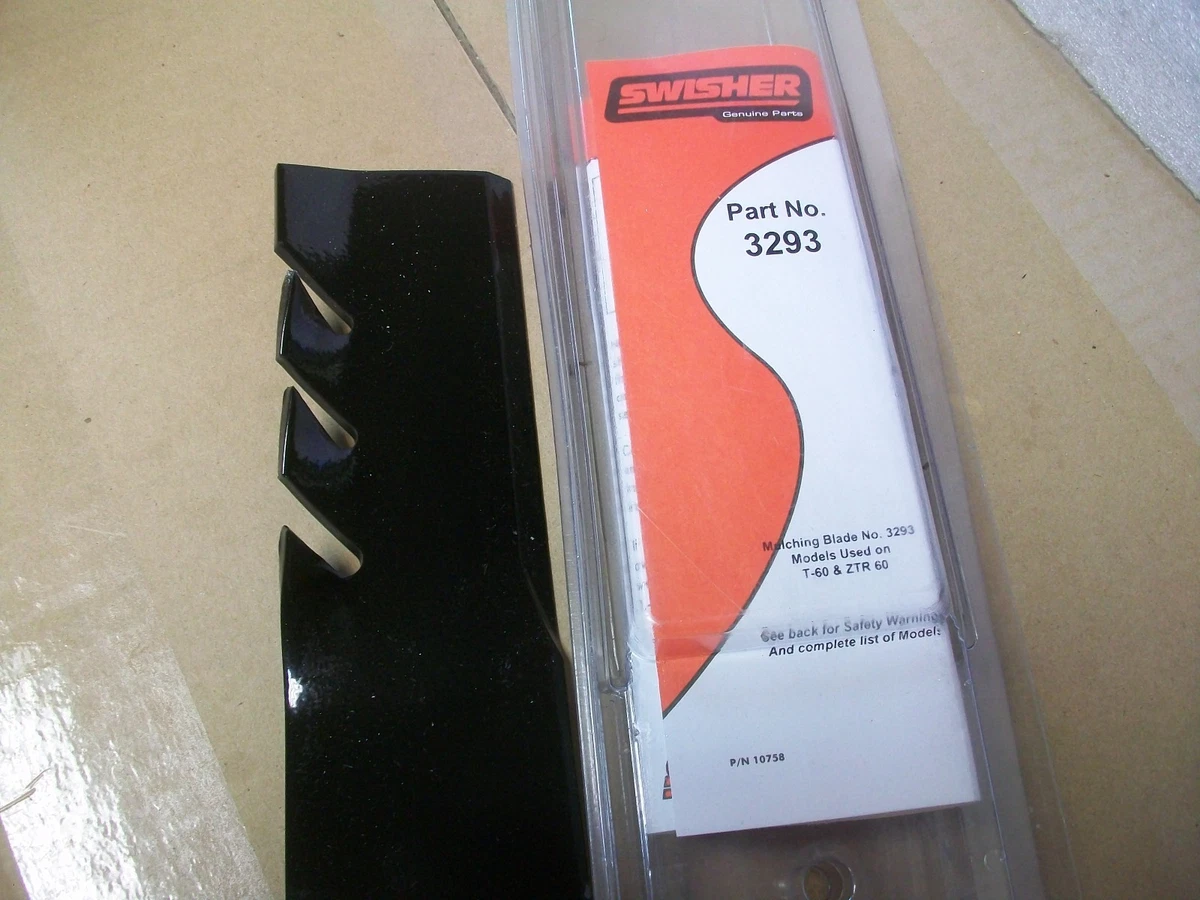 SWISHER
Genuine Parts
Part No.
3293
Mulching Blade No. 3293
Models Used on
T-60 & ZTR 60
See back for Safety Warnings
And complete list of Models
P/N 10758